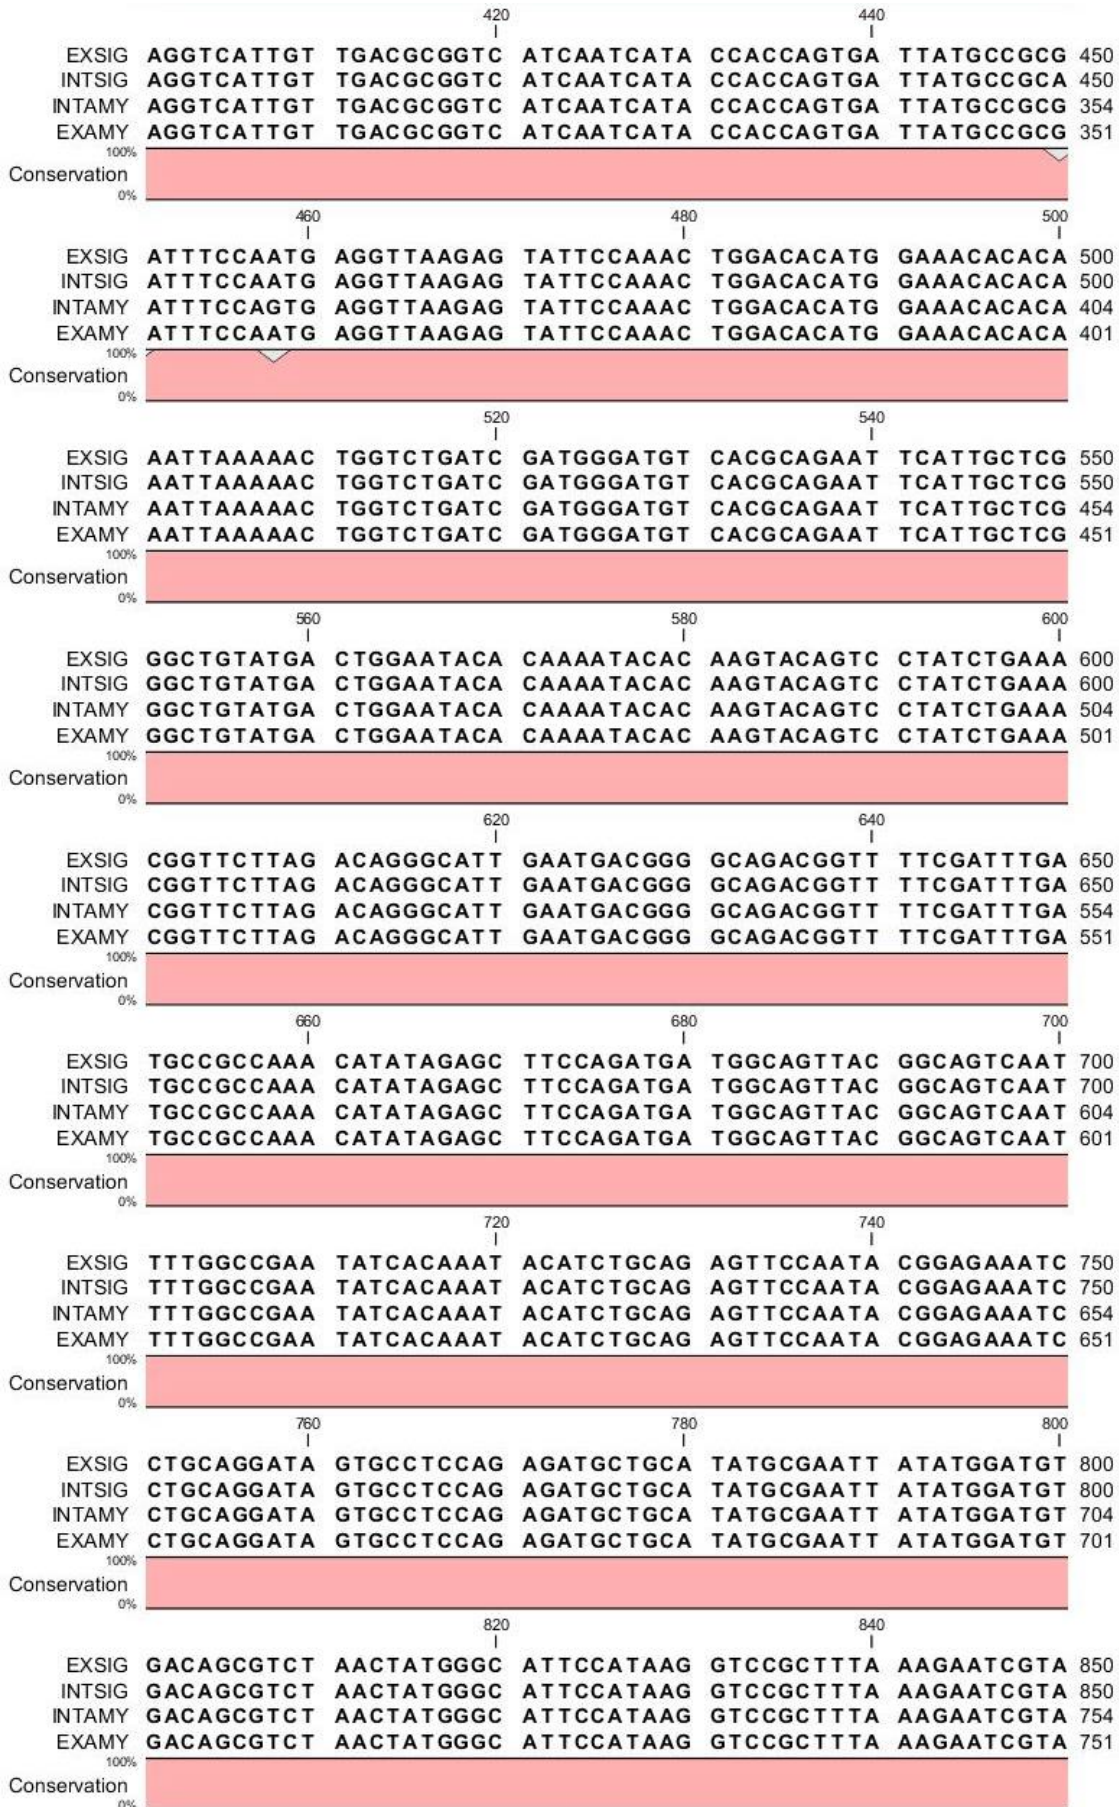 420 440
EXSIG AGGTCATTGT TGACGCGGTC ATCAATCATA CCACCAGTGA TTATGCCGCG 450
INTSIG AGGTCATTGT TGACGCGGTC ATCAATCATA CCACCAGTGA TTATGCCGCA 450
INTAMY AGGTCATTGT TGACGCGGTC ATCAATCATA CCACCAGTGA TTATGCCGCG 354
EXAMY AGGTCATTGT TGACGCGGTC ATCAATCATA CCACCAGTGA TTATGCCGCG 351
100%
Conservation
0%
460 480 500
EXSIG ATTTCCAATG AGGTTAAGAG TATTCCAAAC TGGACACATG GAAACACACA 500
INTSIG ATTTCCAATG AGGTTAAGAG TATTCCAAAC TGGACACATG GAAACACACA 500
INTAMY ATTTCCAGTG AGGTTAAGAG TATTCCAAAC TGGACACATG GAAACACACA 404
EXAMY ATTTCCAATG AGGTTAAGAG TATTCCAAAC TGGACACATG GAAACACACA 401
100%
Conservation
0%
520 540
EXSIG AATTAAAAAC TGGTCTGATC GATGGGATGT CACGCAGAAT TCATTGCTCG 550
INTSIG AATTAAAAAC TGGTCTGATC GATGGGATGT CACGCAGAAT TCATTGCTCG 550
INTAMY AATTAAAAAC TGGTCTGATC GATGGGATGT CACGCAGAAT TCATTGCTCG 454
EXAMY AATTAAAAAC TGGTCTGATC GATGGGATGT CACGCAGAAT TCATTGCTCG 451
100%
Conservation
0%
560 580 600
EXSIG GGCTGTATGA CTGGAATACA CAAAATACAC AAGTACAGTC CTATCTGAAA 600
INTSIG GGCTGTATGA CTGGAATACA CAAAATACAC AAGTACAGTC CTATCTGAAA 600
INTAMY GGCTGTATGA CTGGAATACA CAAAATACAC AAGTACAGTC CTATCTGAAA 504
EXAMY GGCTGTATGA CTGGAATACA CAAAATACAC AAGTACAGTC CTATCTGAAA 501
100%
Conservation
0%
620 640
EXSIG CGGTTCTTAG ACAGGGCATT GAATGACGGG GCAGACGGTT TTCGATTTGA 650
INTSIG CGGTTCTTAG ACAGGGCATT GAATGACGGG GCAGACGGTT TTCGATTTGA 650
INTAMY CGGTTCTTAG ACAGGGCATT GAATGACGGG GCAGACGGTT TTCGATTTGA 554
EXAMY CGGTTCTTAG ACAGGGCATT GAATGACGGG GCAGACGGTT TTCGATTTGA 551
100%
Conservation
0%
660 680 700
EXSIG TGCCGCCAAA CATATAGAGC TTCCAGATGA TGGCAGTTAC GGCAGTCAAT 700
INTSIG TGCCGCCAAA CATATAGAGC TTCCAGATGA TGGCAGTTAC GGCAGTCAAT 700
INTAMY TGCCGCCAAA CATATAGAGC TTCCAGATGA TGGCAGTTAC GGCAGTCAAT 604
EXAMY TGCCGCCAAA CATATAGAGC TTCCAGATGA TGGCAGTTAC GGCAGTCAAT 601
100%
Conservation
0%
720 740
EXSIG TTTGGCCGAA TATCACAAAT ACATCTGCAG AGTTCCAATA CGGAGAAATC 750
INTSIG TTTGGCCGAA TATCACAAAT ACATCTGCAG AGTTCCAATA CGGAGAAATC 750
INTAMY TTTGGCCGAA TATCACAAAT ACATCTGCAG AGTTCCAATA CGGAGAAATC 654
EXAMY TTTGGCCGAA TATCACAAAT ACATCTGCAG AGTTCCAATA CGGAGAAATC 651
100%
Conservation
0%
760 780 800
EXSIG CTGCAGGATA GTGCCTCCAG AGATGCTGCA TATGCGAATT ATATGGATGT 800
INTSIG CTGCAGGATA GTGCCTCCAG AGATGCTGCA TATGCGAATT ATATGGATGT 800
INTAMY CTGCAGGATA GTGCCTCCAG AGATGCTGCA TATGCGAATT ATATGGATGT 704
EXAMY CTGCAGGATA GTGCCTCCAG AGATGCTGCA TATGCGAATT ATATGGATGT 701
100%
Conservation
0%
820 840
EXSIG GACAGCGTCT AACTATGGGC ATTCCATAAG GTCCGCTTTA AAGAATCGTA 850
INTSIG GACAGCGTCT AACTATGGGC ATTCCATAAG GTCCGCTTTA AAGAATCGTA 850
INTAMY GACAGCGTCT AACTATGGGC ATTCCATAAG GTCCGCTTTA AAGAATCGTA 754
EXAMY GACAGCGTCT AACTATGGGC ATTCCATAAG GTCCGCTTTA AAGAATCGTA 751
100%
Conservation
0%